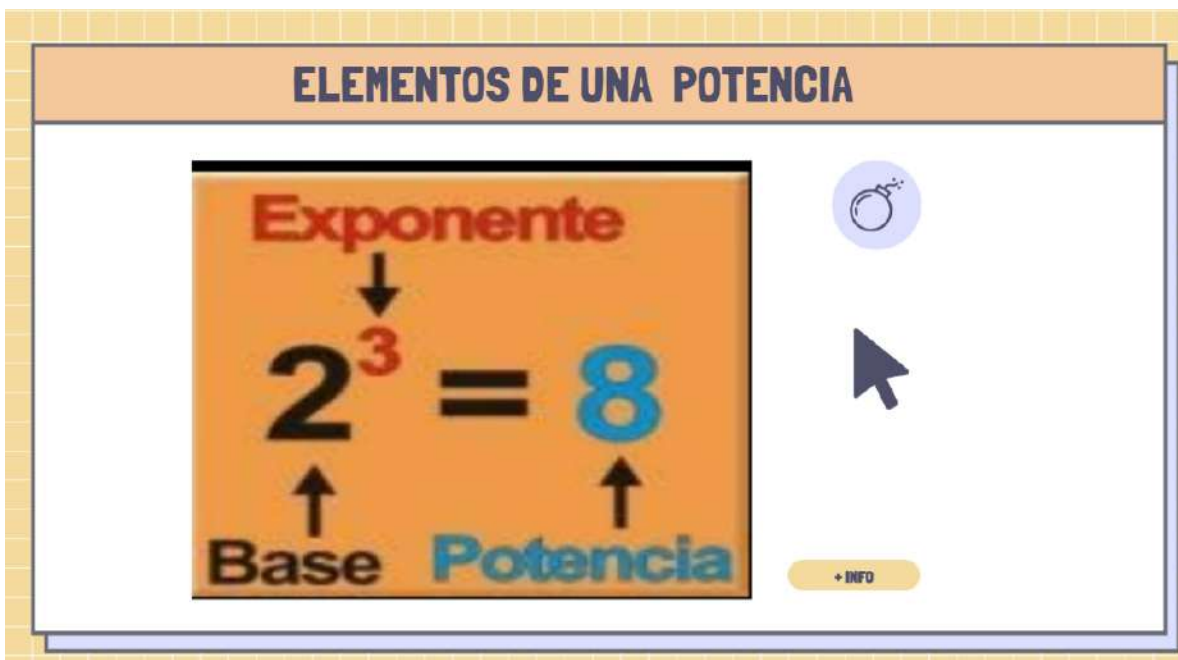 ELEMENTOS DE UNA POTENCIA
Exponente
2³ = 8
Base Potencia
+ INFO